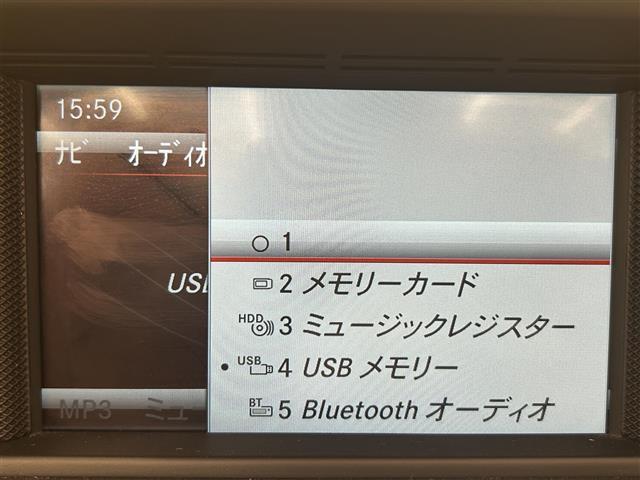 15:59
ナビ オーディオ
1
2 メモリーカード
HDD 3 ミュージックレジスター
USB 4 USB メモリー
BT 5 Bluetooth オーディオ
US
MP3 ミュ